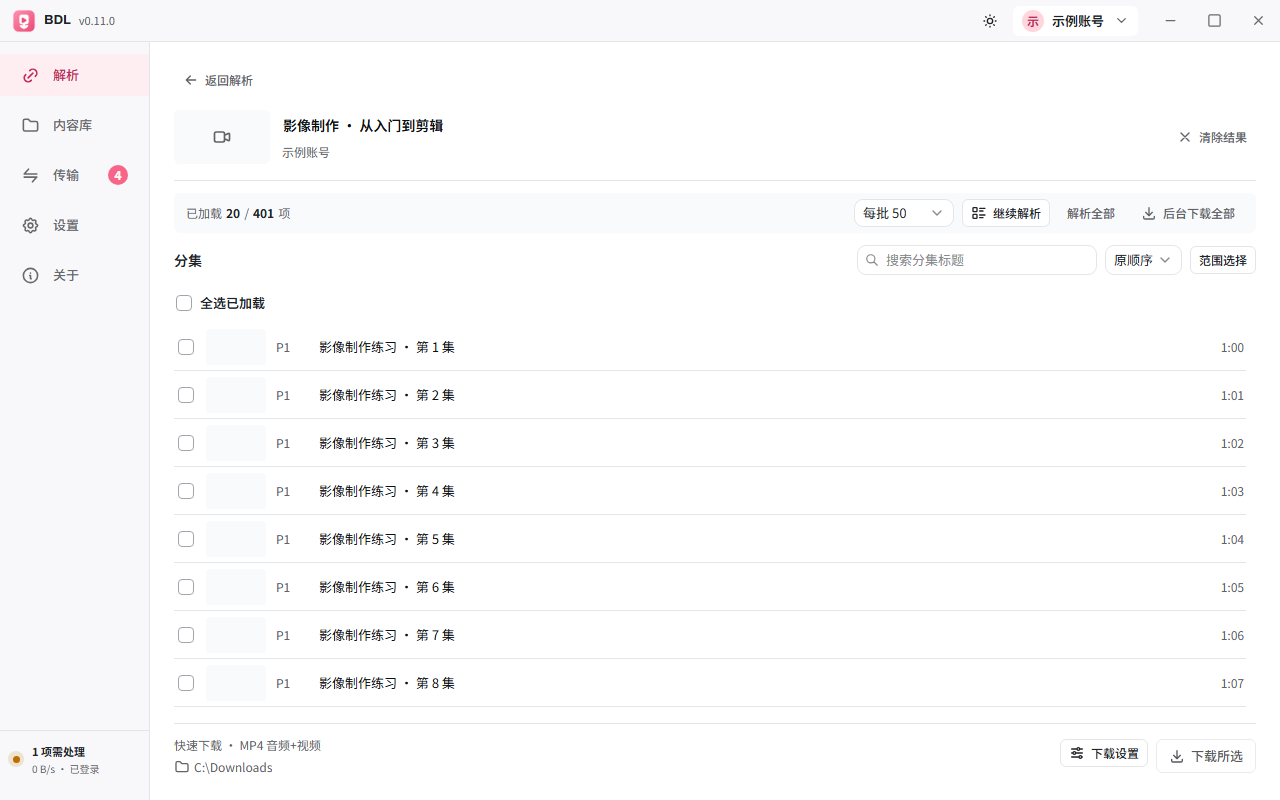 BDL v0.11.0
示 示例账号
解析
内容库
传输 4
设置
关于
返回解析
影像制作 · 从入门到剪辑
示例账号
清除结果
已加载 20 / 401 项
每批 50
继续解析
解析全部
后台下载全部
分集
搜索分集标题
原顺序
范围选择
全选已加载
P1 影像制作练习 · 第 1 集 1:00
P1 影像制作练习 · 第 2 集 1:01
P1 影像制作练习 · 第 3 集 1:02
P1 影像制作练习 · 第 4 集 1:03
P1 影像制作练习 · 第 5 集 1:04
P1 影像制作练习 · 第 6 集 1:05
P1 影像制作练习 · 第 7 集 1:06
P1 影像制作练习 · 第 8 集 1:07
1 项需处理
0 B/s · 已登录
快速下载 · MP4 音频+视频
C:\Downloads
下载设置
下载所选